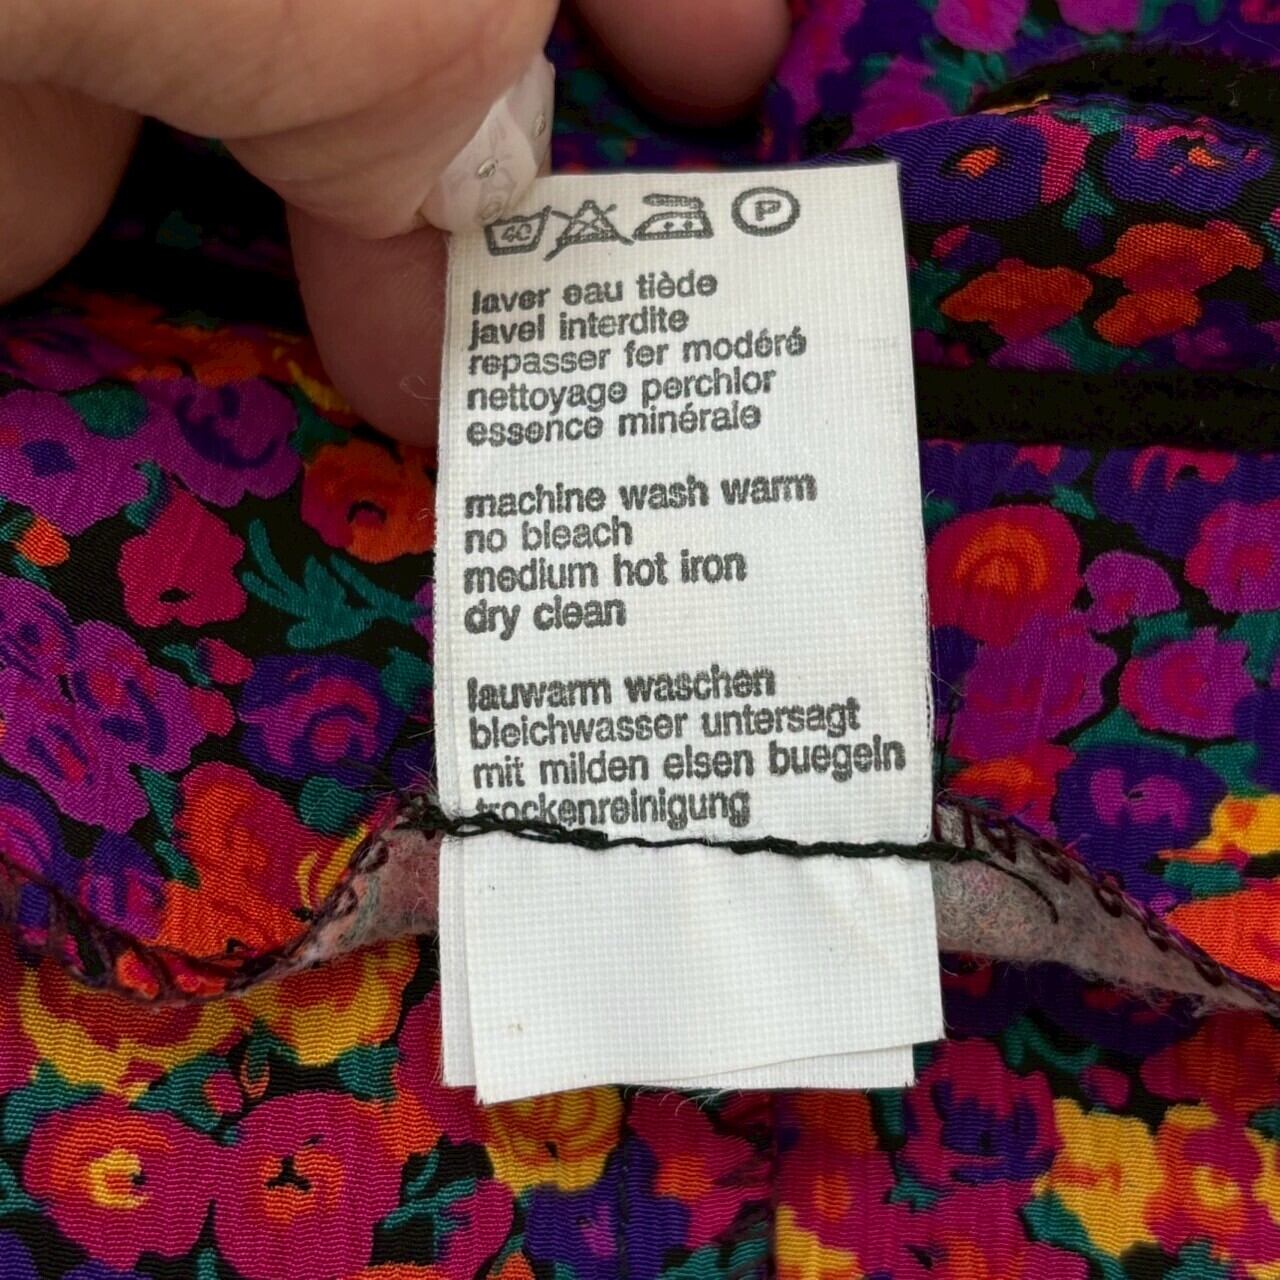 40 P
laver eau tiède
javel interdite
repasser fer modéré
nettoyage perchlor
essence minérale
machine wash warm
no bleach
medium hot iron
dry clean
lauwarm waschen
bleichwasser untersagt
mit milden eisen buegeln
trockenreinigung